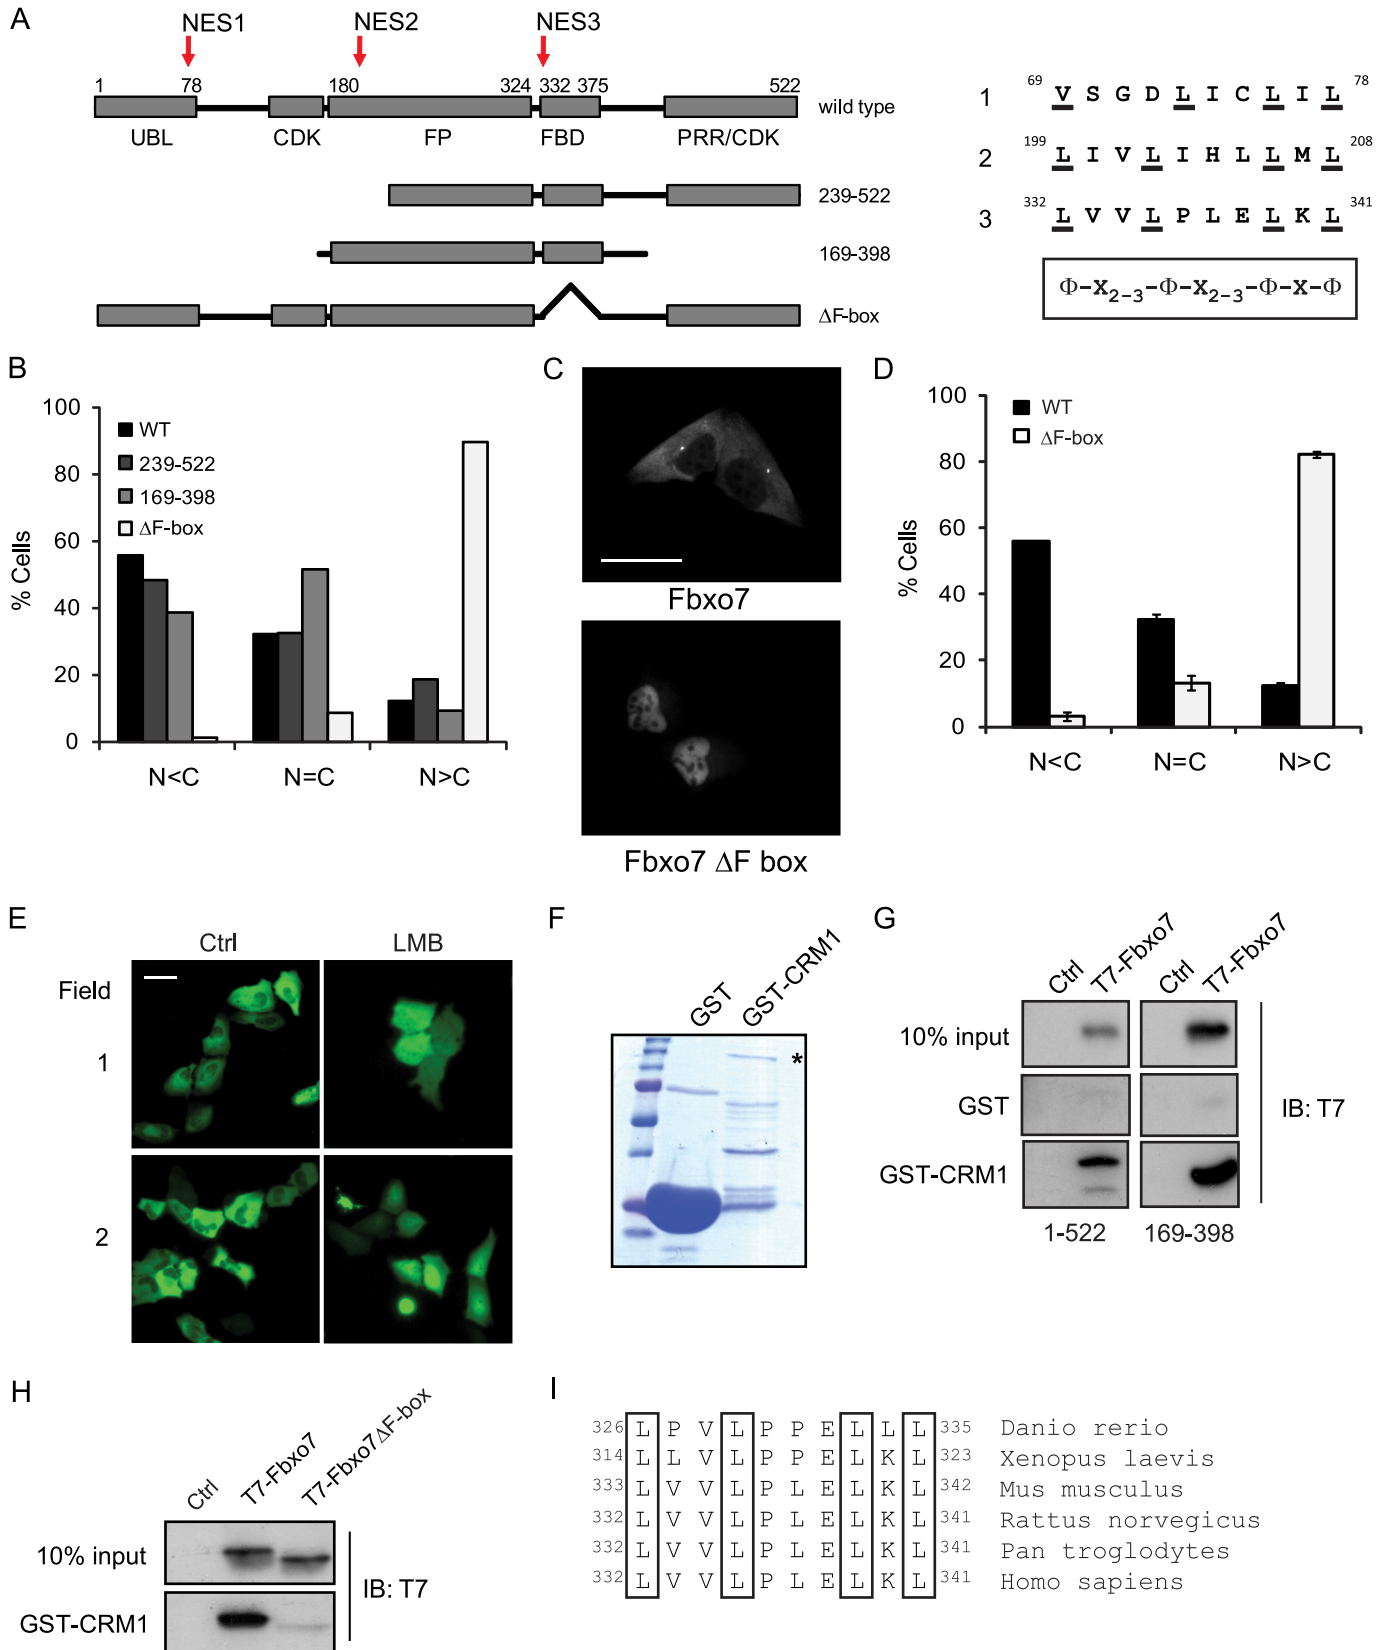 A
NES1 NES2 NES3
1 78 180 324 332 375 522
wild type
UBL CDK FP FBD PRR/CDK
239-522
169-398
ΔF-box
1 69 V S G D L I C L I L 78
2 199 L I V L I H L L M L 208
3 332 L V V L P L E L K L 341
Φ-X2-3-Φ-X2-3-Φ-X-Φ
B
100
80
60
40
20
0
% Cells
WT
239-522
169-398
ΔF-box
N<C N=C N>C
C
Fbxo7
Fbxo7 ΔF box
D
100
80
60
40
20
0
% Cells
WT
ΔF-box
N<C N=C N>C
E
Ctrl LMB
Field
1
2
F
GST GST-CRM1
*
G
Ctrl T7-Fbxo7 Ctrl T7-Fbxo7
10% input
GST
GST-CRM1
IB: T7
1-522 169-398
H
Ctrl T7-Fbxo7 T7-Fbxo7ΔF-box
10% input
GST-CRM1
IB: T7
I
326 L P V L P P E L L L 335 Danio rerio
314 L L V L P P E L K L 323 Xenopus laevis
333 L V V L P L E L K L 342 Mus musculus
332 L V V L P L E L K L 341 Rattus norvegicus
332 L V V L P L E L K L 341 Pan troglodytes
332 L V V L P L E L K L 341 Homo sapiens